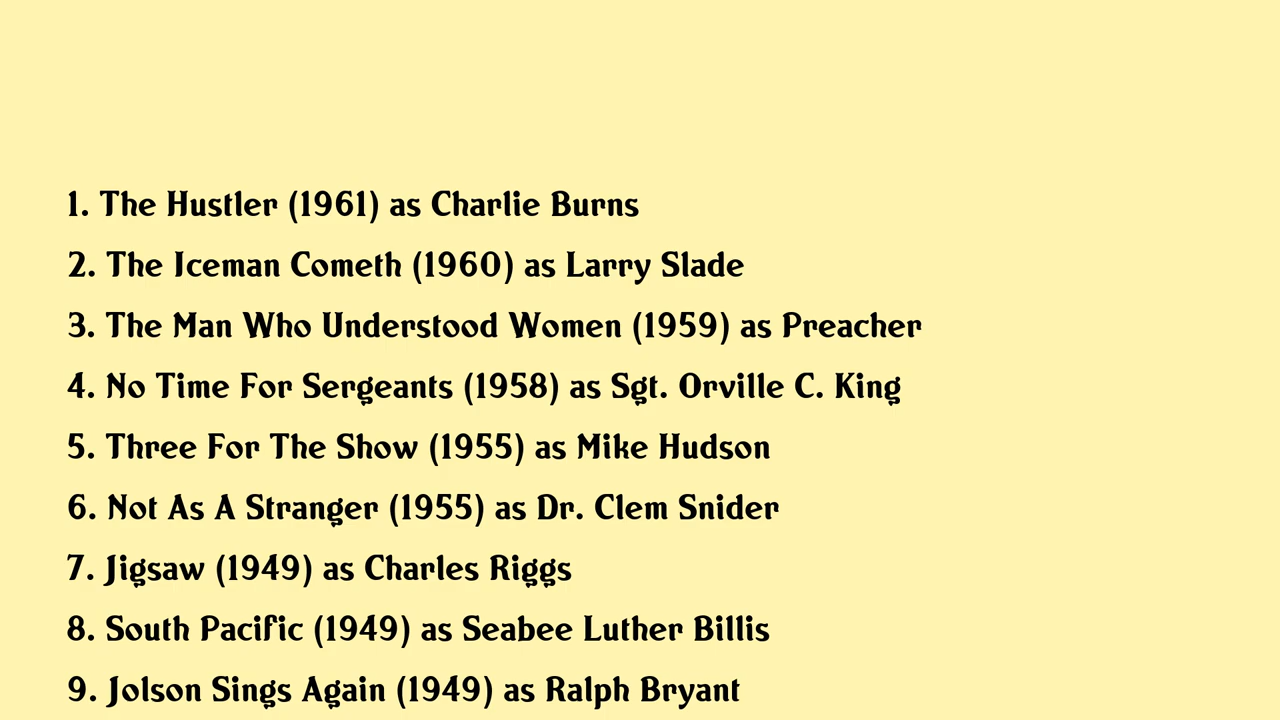 1. The Hustler (1961) as Charlie Burns
2. The Iceman Cometh (1960) as Larry Slade
3. The Man Who Understood Women (1959) as Preacher
4. No Time For Sergeants (1958) as Sgt. Orville C. King
5. Three For The Show (1955) as Mike Hudson
6. Not As A Stranger (1955) as Dr. Clem Snider
7. Jigsaw (1949) as Charles Riggs
8. South Pacific (1949) as Seabee Luther Billis
9. Jolson Sings Again (1949) as Ralph Bryant